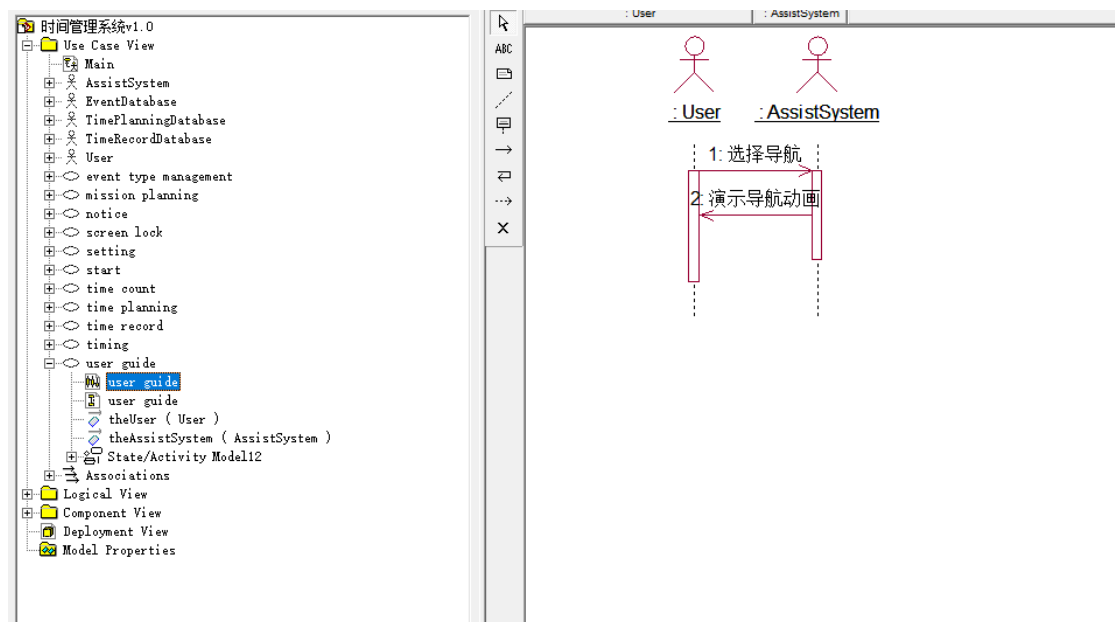 时间管理系统v1.0
Use Case View
Main
AssistSystem
EventDatabase
TimePlanningDatabase
TimeRecordDatabase
User
event type management
mission planning
notice
screen lock
setting
start
time count
time planning
time record
timing
user guide
user guide
user guide
theUser ( User )
theAssistSystem ( AssistSystem )
State/Activity Model12
Associations
Logical View
Component View
Deployment View
Model Properties
ABC
: User
: AssistSystem
: User
: AssistSystem
1: 选择导航
2: 演示导航动画